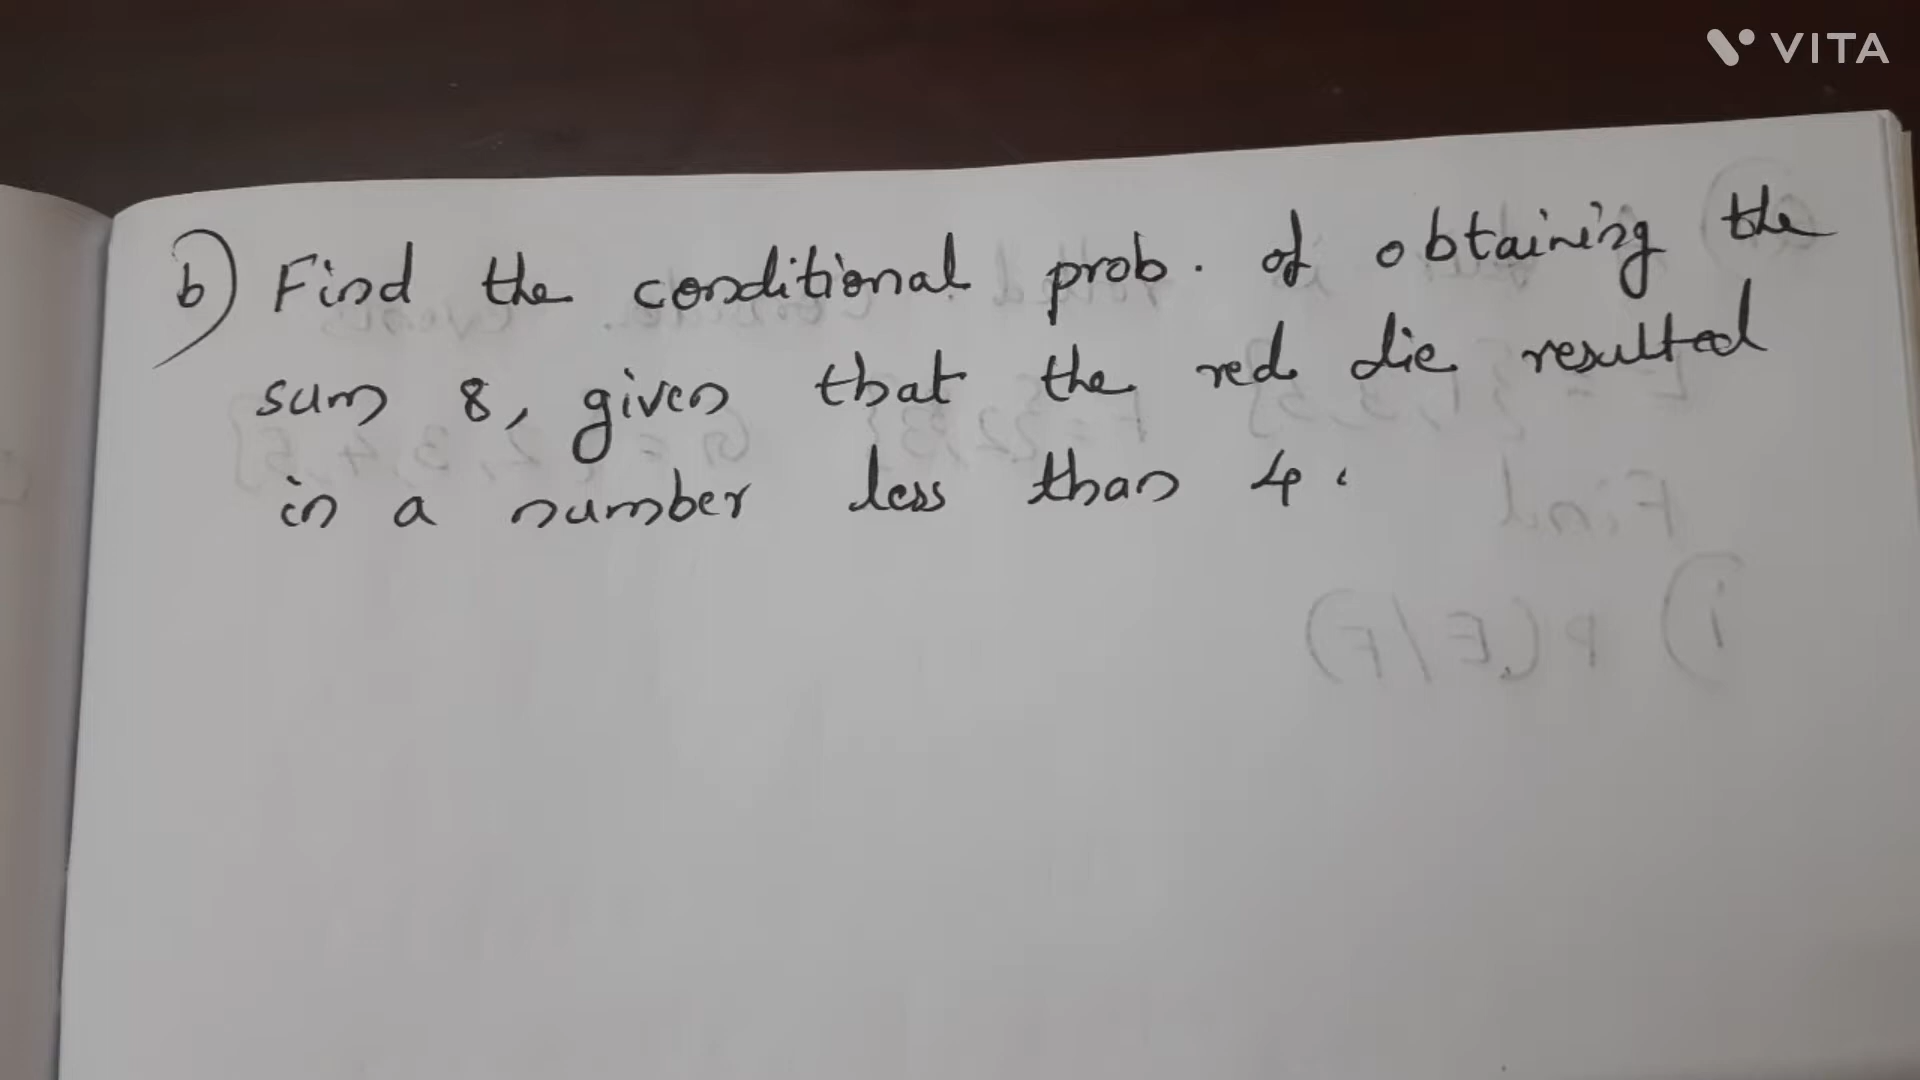 VITA
b) Find the conditional prob. of obtaining the
sum 8, given that the red die resulted
in a number less than 4.
Find
i) P(E/F)